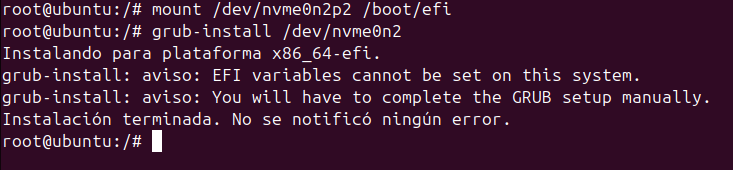 root@ubuntu:/# mount /dev/nvme0n2p2 /boot/efi
root@ubuntu:/# grub-install /dev/nvme0n2
Instalando para plataforma x86_64-efi.
grub-install: aviso: EFI variables cannot be set on this system.
grub-install: aviso: You will have to complete the GRUB setup manually.
Instalación terminada. No se notificó ningún error.
root@ubuntu:/#